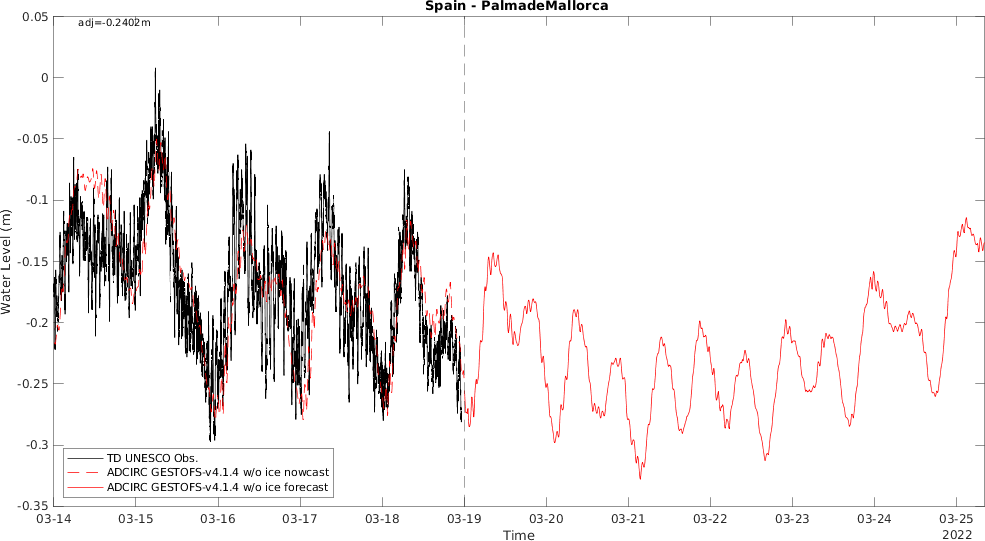 Spain - PalmadeMallorca
adj=-0.2402m
0.05
0
-0.05
-0.1
-0.15
-0.2
-0.25
-0.3
-0.35
Water Level (m)
TD UNESCO Obs.
ADCIRC GESTOFS-v4.1.4 w/o ice nowcast
ADCIRC GESTOFS-v4.1.4 w/o ice forecast
03-14 03-15 03-16 03-17 03-18 03-19 03-20 03-21 03-22 03-23 03-24 03-25
Time
2022